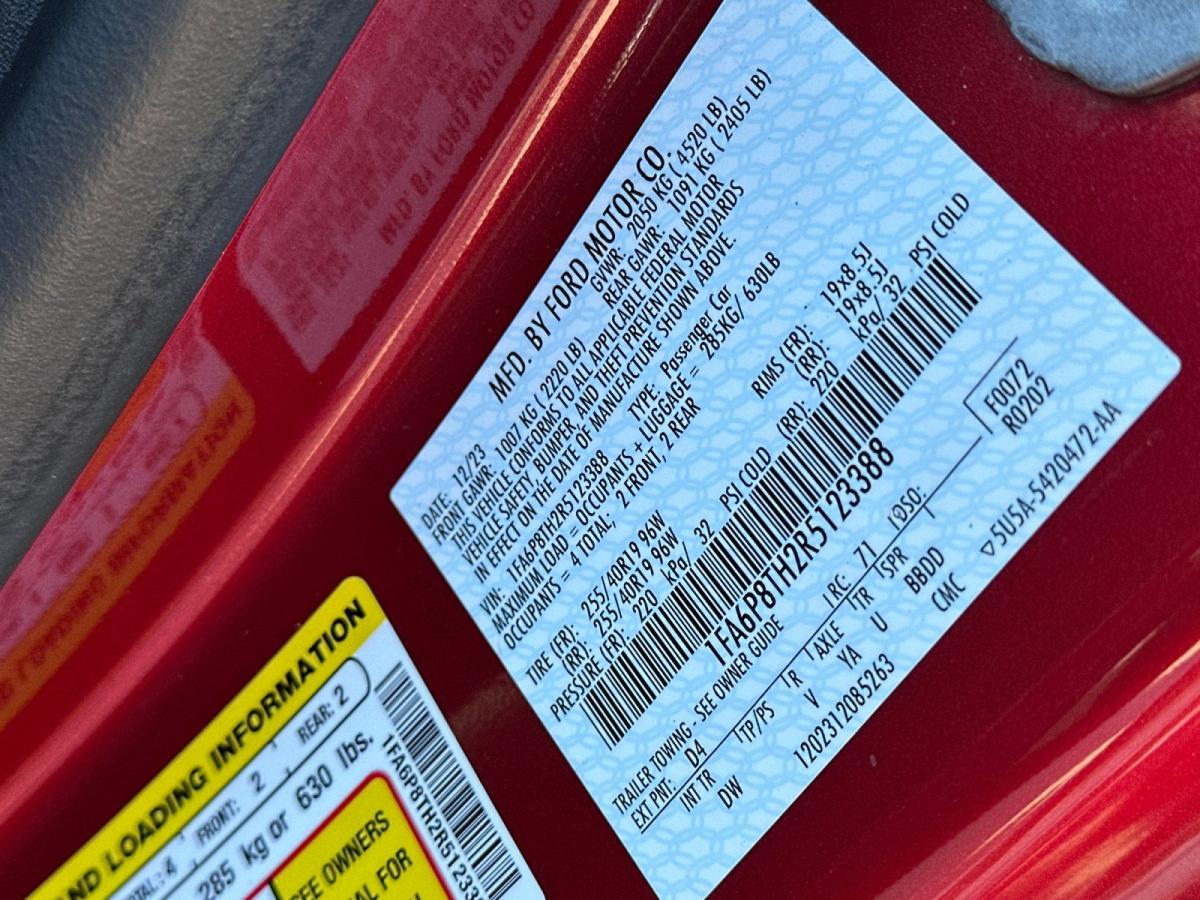 MFD. BY FORD MOTOR CO.
DATE: 12/23 GVWR: 2050 KG ( 4520 LB)
FRONT GAWR: 1007 KG ( 2220 LB) REAR GAWR: 1091 KG ( 2405 LB)
THIS VEHICLE CONFORMS TO ALL APPLICABLE FEDERAL MOTOR
VEHICLE SAFETY, BUMPER AND THEFT PREVENTION STANDARDS
IN EFFECT ON THE DATE OF MANUFACTURE SHOWN ABOVE.
VIN: 1FA6P8TH2R5123388 TYPE: Passenger Car
MAXIMUM LOAD = OCCUPANTS + LUGGAGE = 285KG/ 630LB
OCCUPANTS = 4 TOTAL; 2 FRONT, 2 REAR
TIRE (FR): 255/40R19 96W RIMS (FR): 19x8.5J
(RR): 255/40R19 96W (RR): 19x8.5J
PRESSURE (FR): 220 kPa/ 32 PSI COLD (RR): 220 kPa/ 32 PSI COLD
1FA6P8TH2R5123388
TRAILER TOWING - SEE OWNER GUIDE
EXT PNT: D4 RC: 71 DSO: F0072
INT TR TP/PS R AXLE TR SPR R0202
DW V YA U BBDD
1202312085263 CMC ▽5U5A-5420472-AA
ND LOADING INFORMATION
TOTAL: 4 FRONT: 2 REAR: 2
285 kg or 630 lbs.
SEE OWNERS
FOR
1FA6P8TH2R51233